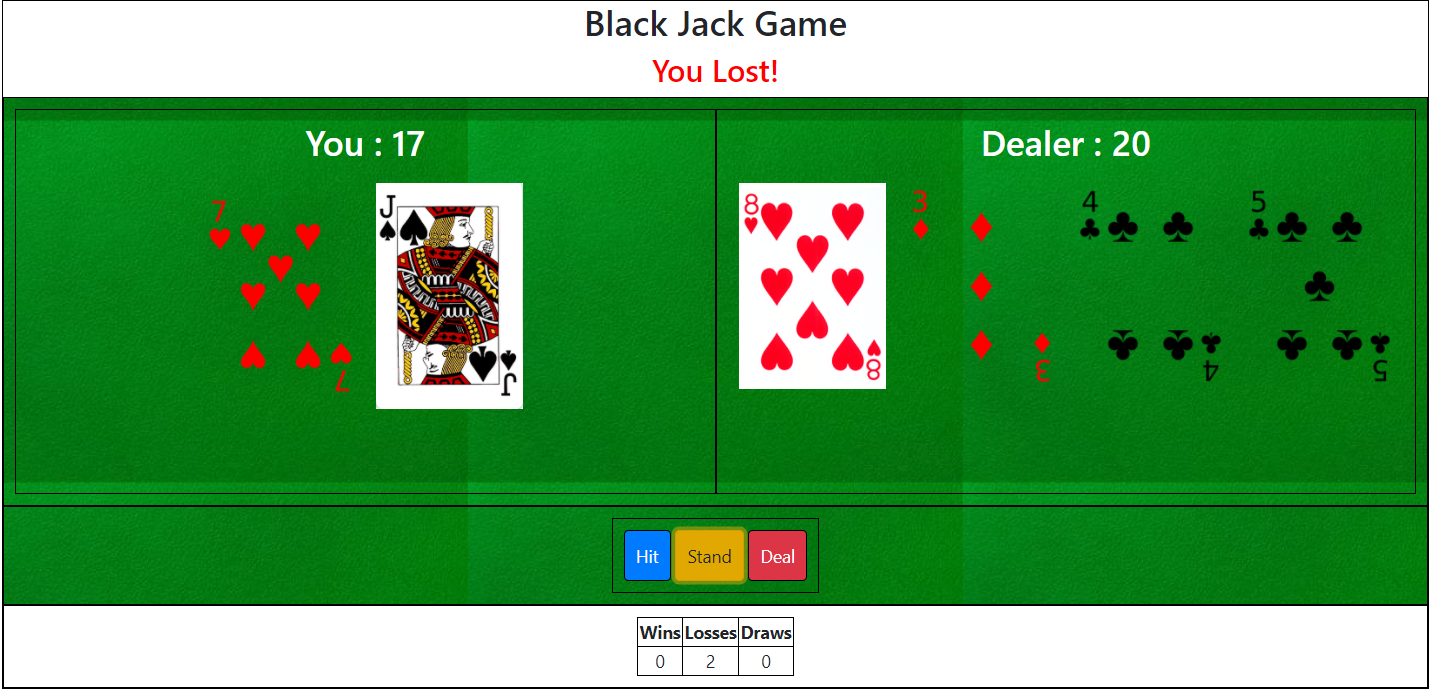 Black Jack Game
You Lost!
You : 17
Dealer : 20
7
7
J
J
8
8
3
3
4
4
5
5
Hit Stand Deal
Wins Losses Draws
0 2 0